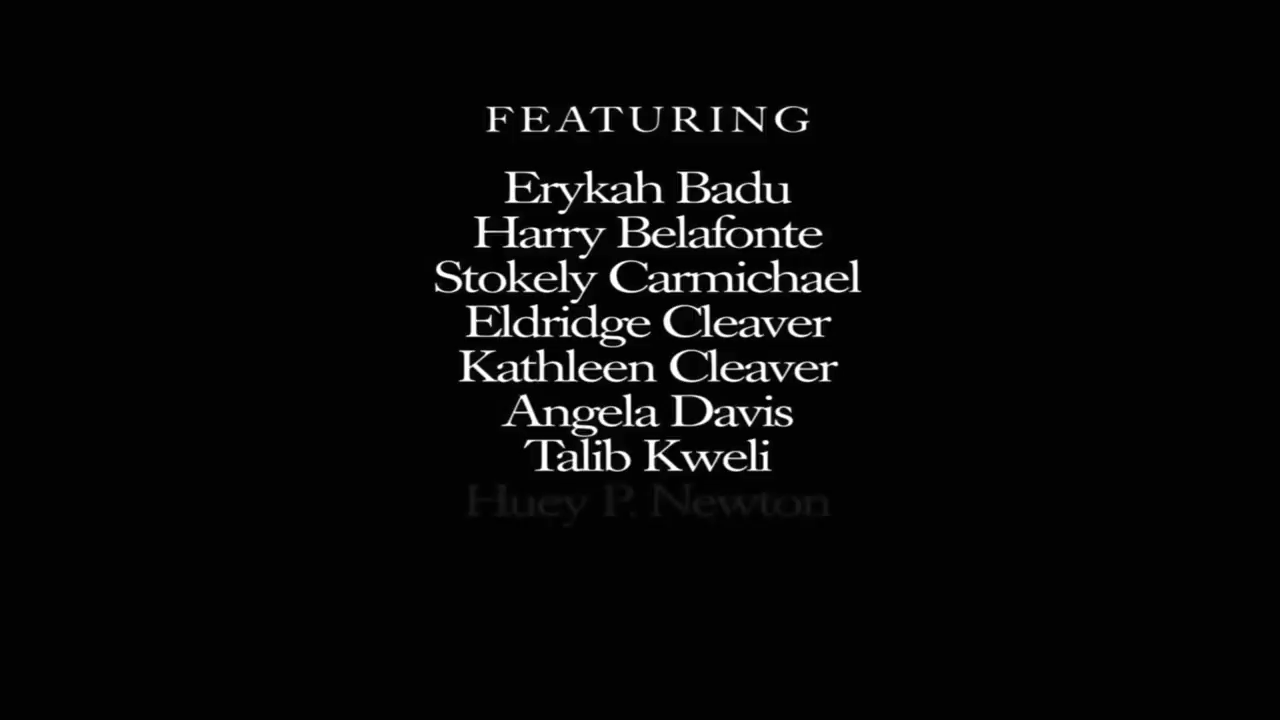 FEATURING
Erykah Badu
Harry Belafonte
Stokely Carmichael
Eldridge Cleaver
Kathleen Cleaver
Angela Davis
Talib Kweli
Huey P. Newton